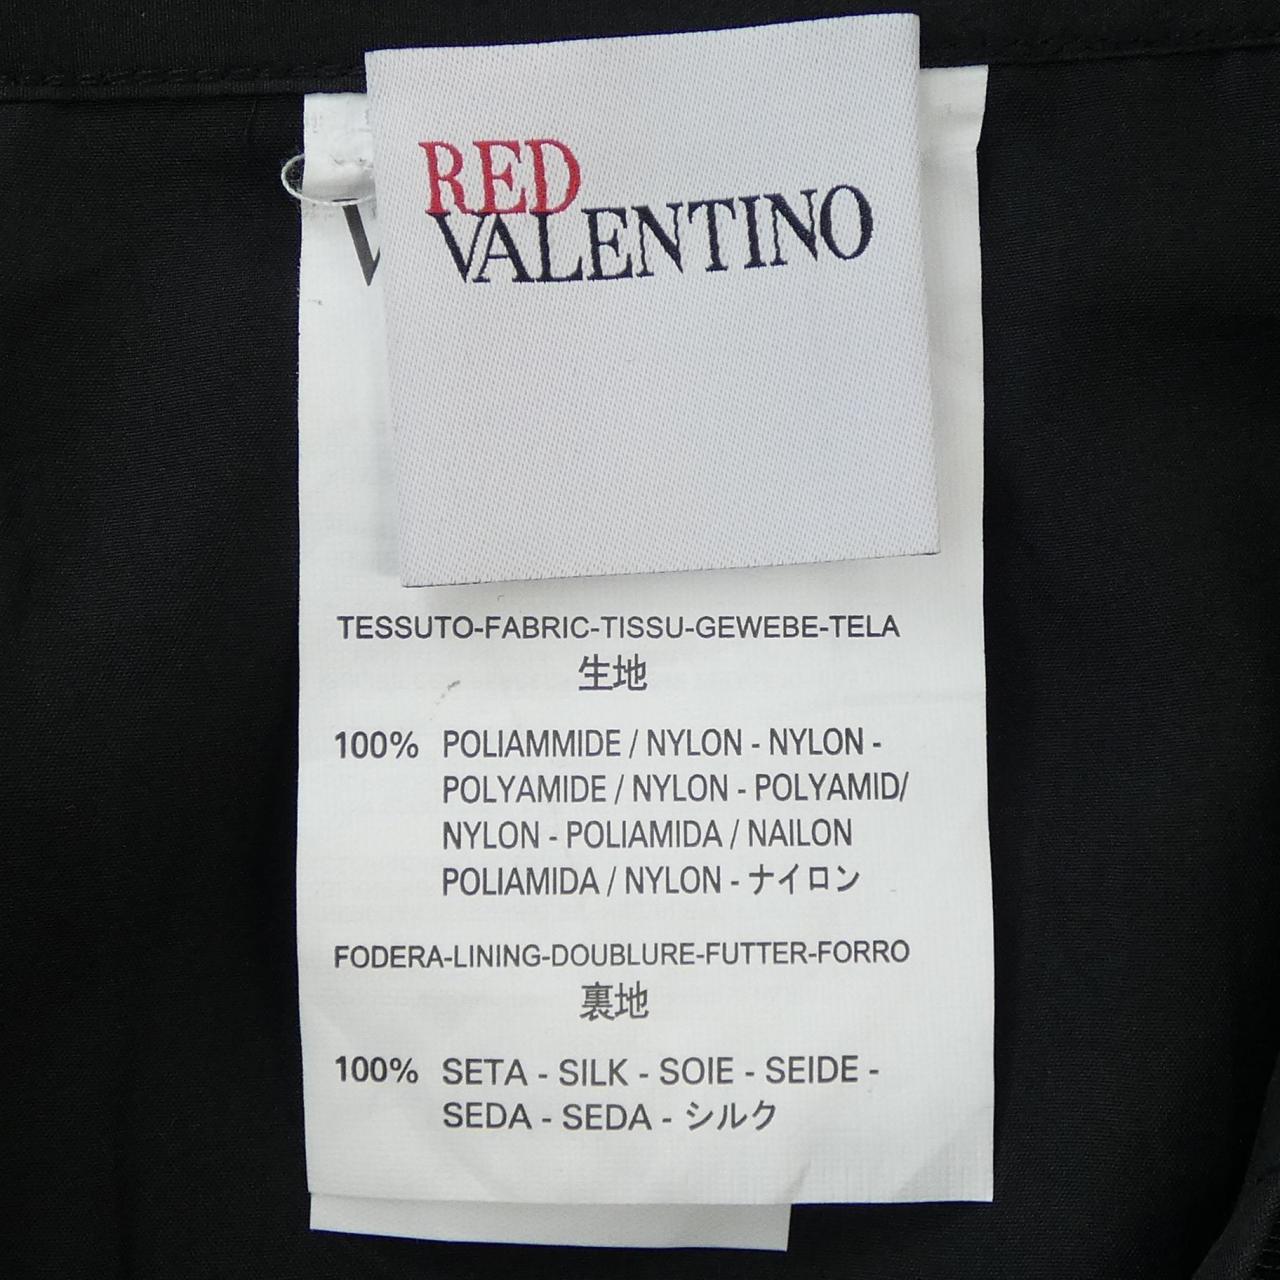 RED
VALENTINO
V
TESSUTO-FABRIC-TISSU-GEWEBE-TELA
生地
100% POLIAMMIDE / NYLON - NYLON -
POLYAMIDE / NYLON - POLYAMID/
NYLON - POLIAMIDA / NAILON
POLIAMIDA / NYLON - ナイロン
FODERA-LINING-DOUBLURE-FUTTER-FORRO
裏地
100% SETA - SILK - SOIE - SEIDE -
SEDA - SEDA - シルク